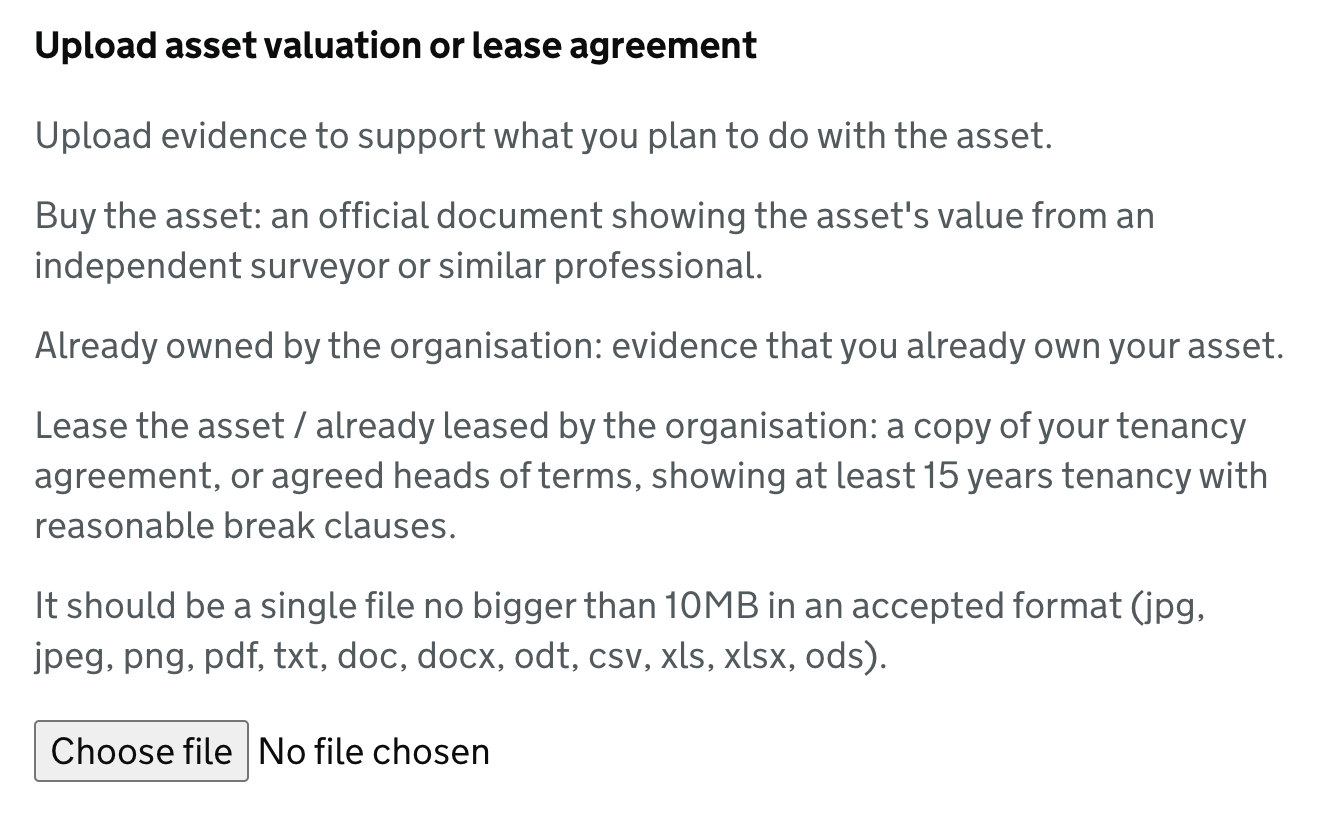 Upload asset valuation or lease agreement
Upload evidence to support what you plan to do with the asset.
Buy the asset: an official document showing the asset's value from an
independent surveyor or similar professional.
Already owned by the organisation: evidence that you already own your asset.
Lease the asset / already leased by the organisation: a copy of your tenancy
agreement, or agreed heads of terms, showing at least 15 years tenancy with
reasonable break clauses.
It should be a single file no bigger than 10MB in an accepted format (jpg,
jpeg, png, pdf, txt, doc, docx, odt, csv, xls, xlsx, ods).
Choose file No file chosen